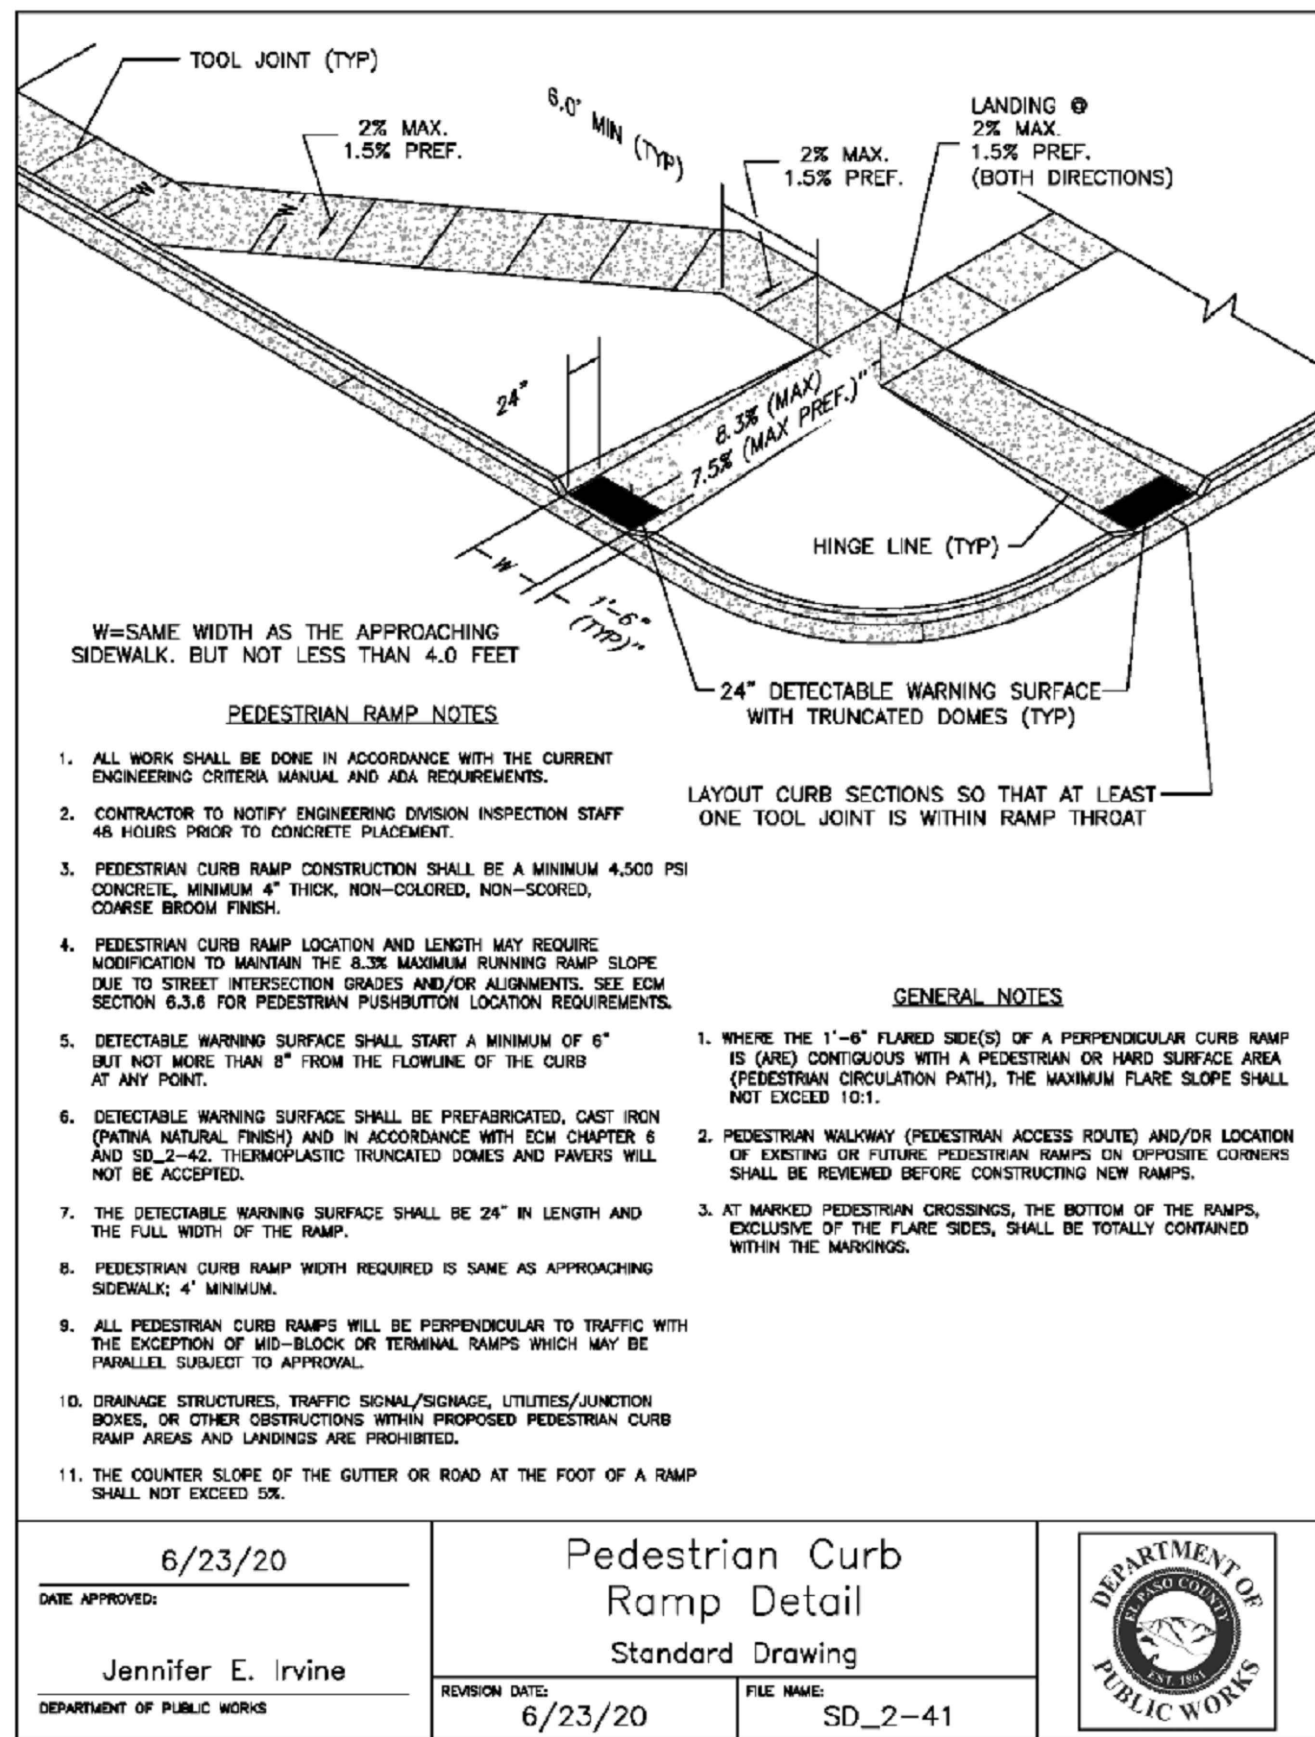 TOOL JOINT (TYP)
2% MAX.
1.5% PREF.
6.0' MIN (TYP)
2% MAX.
1.5% PREF.
LANDING @
2% MAX.
1.5% PREF.
(BOTH DIRECTIONS)
W
W
24"
8.3% (MAX)
7.5% (MAX PREF.)"
HINGE LINE (TYP)
W
1'-6"
(TYP)"
W=SAME WIDTH AS THE APPROACHING
SIDEWALK. BUT NOT LESS THAN 4.0 FEET
24" DETECTABLE WARNING SURFACE
WITH TRUNCATED DOMES (TYP)
LAYOUT CURB SECTIONS SO THAT AT LEAST
ONE TOOL JOINT IS WITHIN RAMP THROAT
PEDESTRIAN RAMP NOTES
1. ALL WORK SHALL BE DONE IN ACCORDANCE WITH THE CURRENT
ENGINEERING CRITERIA MANUAL AND ADA REQUIREMENTS.
2. CONTRACTOR TO NOTIFY ENGINEERING DIVISION INSPECTION STAFF
48 HOURS PRIOR TO CONCRETE PLACEMENT.
3. PEDESTRIAN CURB RAMP CONSTRUCTION SHALL BE A MINIMUM 4,500 PSI
CONCRETE, MINIMUM 4" THICK, NON-COLORED, NON-SCORED,
COARSE BROOM FINISH.
4. PEDESTRIAN CURB RAMP LOCATION AND LENGTH MAY REQUIRE
MODIFICATION TO MAINTAIN THE 8.3% MAXIMUM RUNNING RAMP SLOPE
DUE TO STREET INTERSECTION GRADES AND/OR ALIGNMENTS. SEE ECM
SECTION 6.3.6 FOR PEDESTRIAN PUSHBUTTON LOCATION REQUIREMENTS.
5. DETECTABLE WARNING SURFACE SHALL START A MINIMUM OF 6"
BUT NOT MORE THAN 8" FROM THE FLOWLINE OF THE CURB
AT ANY POINT.
6. DETECTABLE WARNING SURFACE SHALL BE PREFABRICATED, CAST IRON
(PATINA NATURAL FINISH) AND IN ACCORDANCE WITH ECM CHAPTER 6
AND SD_2-42. THERMOPLASTIC TRUNCATED DOMES AND PAVERS WILL
NOT BE ACCEPTED.
7. THE DETECTABLE WARNING SURFACE SHALL BE 24" IN LENGTH AND
THE FULL WIDTH OF THE RAMP.
8. PEDESTRIAN CURB RAMP WIDTH REQUIRED IS SAME AS APPROACHING
SIDEWALK; 4' MINIMUM.
9. ALL PEDESTRIAN CURB RAMPS WILL BE PERPENDICULAR TO TRAFFIC WITH
THE EXCEPTION OF MID-BLOCK OR TERMINAL RAMPS WHICH MAY BE
PARALLEL SUBJECT TO APPROVAL.
10. DRAINAGE STRUCTURES, TRAFFIC SIGNAL/SIGNAGE, UTILITIES/JUNCTION
BOXES, OR OTHER OBSTRUCTIONS WITHIN PROPOSED PEDESTRIAN CURB
RAMP AREAS AND LANDINGS ARE PROHIBITED.
11. THE COUNTER SLOPE OF THE GUTTER OR ROAD AT THE FOOT OF A RAMP
SHALL NOT EXCEED 5%.
GENERAL NOTES
1. WHERE THE 1'-6" FLARED SIDE(S) OF A PERPENDICULAR CURB RAMP
IS (ARE) CONTIGUOUS WITH A PEDESTRIAN OR HARD SURFACE AREA
(PEDESTRIAN CIRCULATION PATH), THE MAXIMUM FLARE SLOPE SHALL
NOT EXCEED 10:1.
2. PEDESTRIAN WALKWAY (PEDESTRIAN ACCESS ROUTE) AND/OR LOCATION
OF EXISTING OR FUTURE PEDESTRIAN RAMPS ON OPPOSITE CORNERS
SHALL BE REVIEWED BEFORE CONSTRUCTING NEW RAMPS.
3. AT MARKED PEDESTRIAN CROSSINGS, THE BOTTOM OF THE RAMPS,
EXCLUSIVE OF THE FLARE SIDES, SHALL BE TOTALLY CONTAINED
WITHIN THE MARKINGS.
6/23/20
DATE APPROVED:
Jennifer E. Irvine
DEPARTMENT OF PUBLIC WORKS
Pedestrian Curb
Ramp Detail
Standard Drawing
REVISION DATE:
6/23/20
FILE NAME:
SD_2-41
DEPARTMENT OF
EL PASO COUNTY
EST. 1861
PUBLIC WORKS